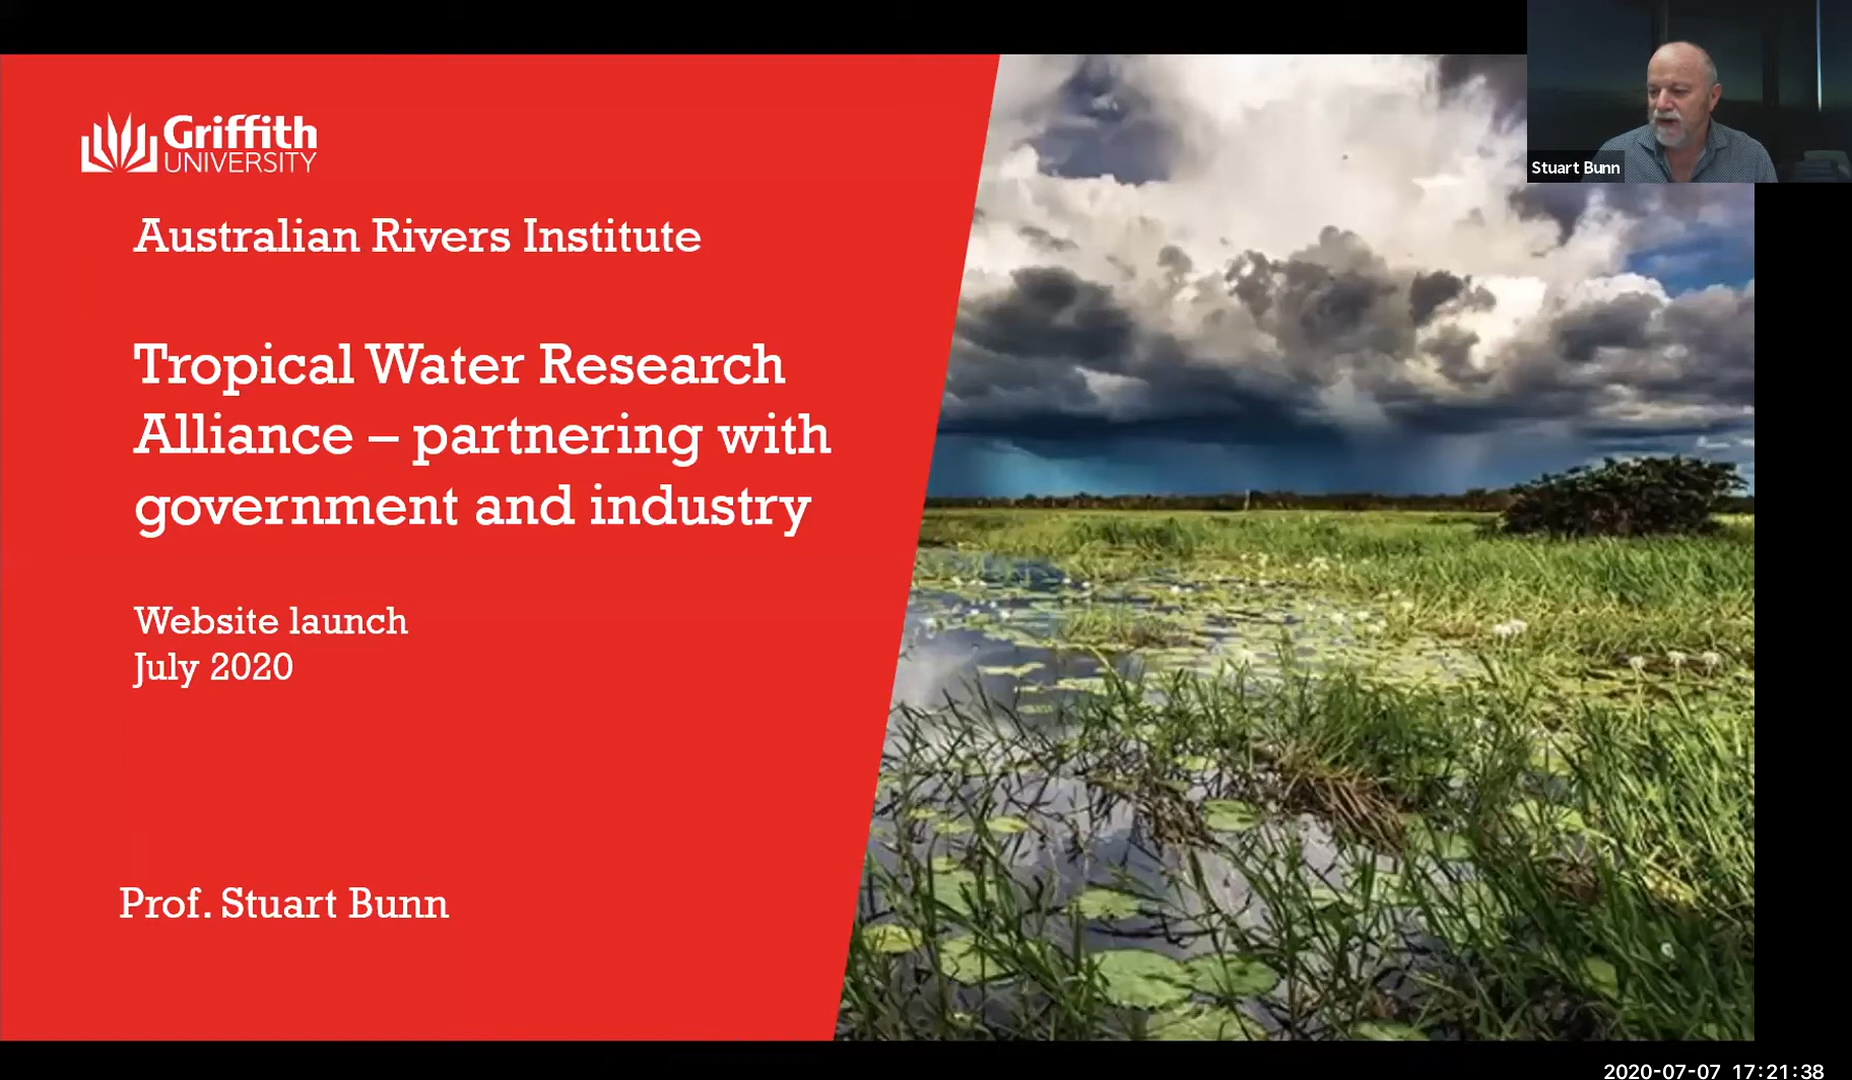 Griffith
UNIVERSITY
Stuart Bunn
Australian Rivers Institute
Tropical Water Research
Alliance – partnering with
government and industry
Website launch
July 2020
Prof. Stuart Bunn
2020-07-07 17:21:38